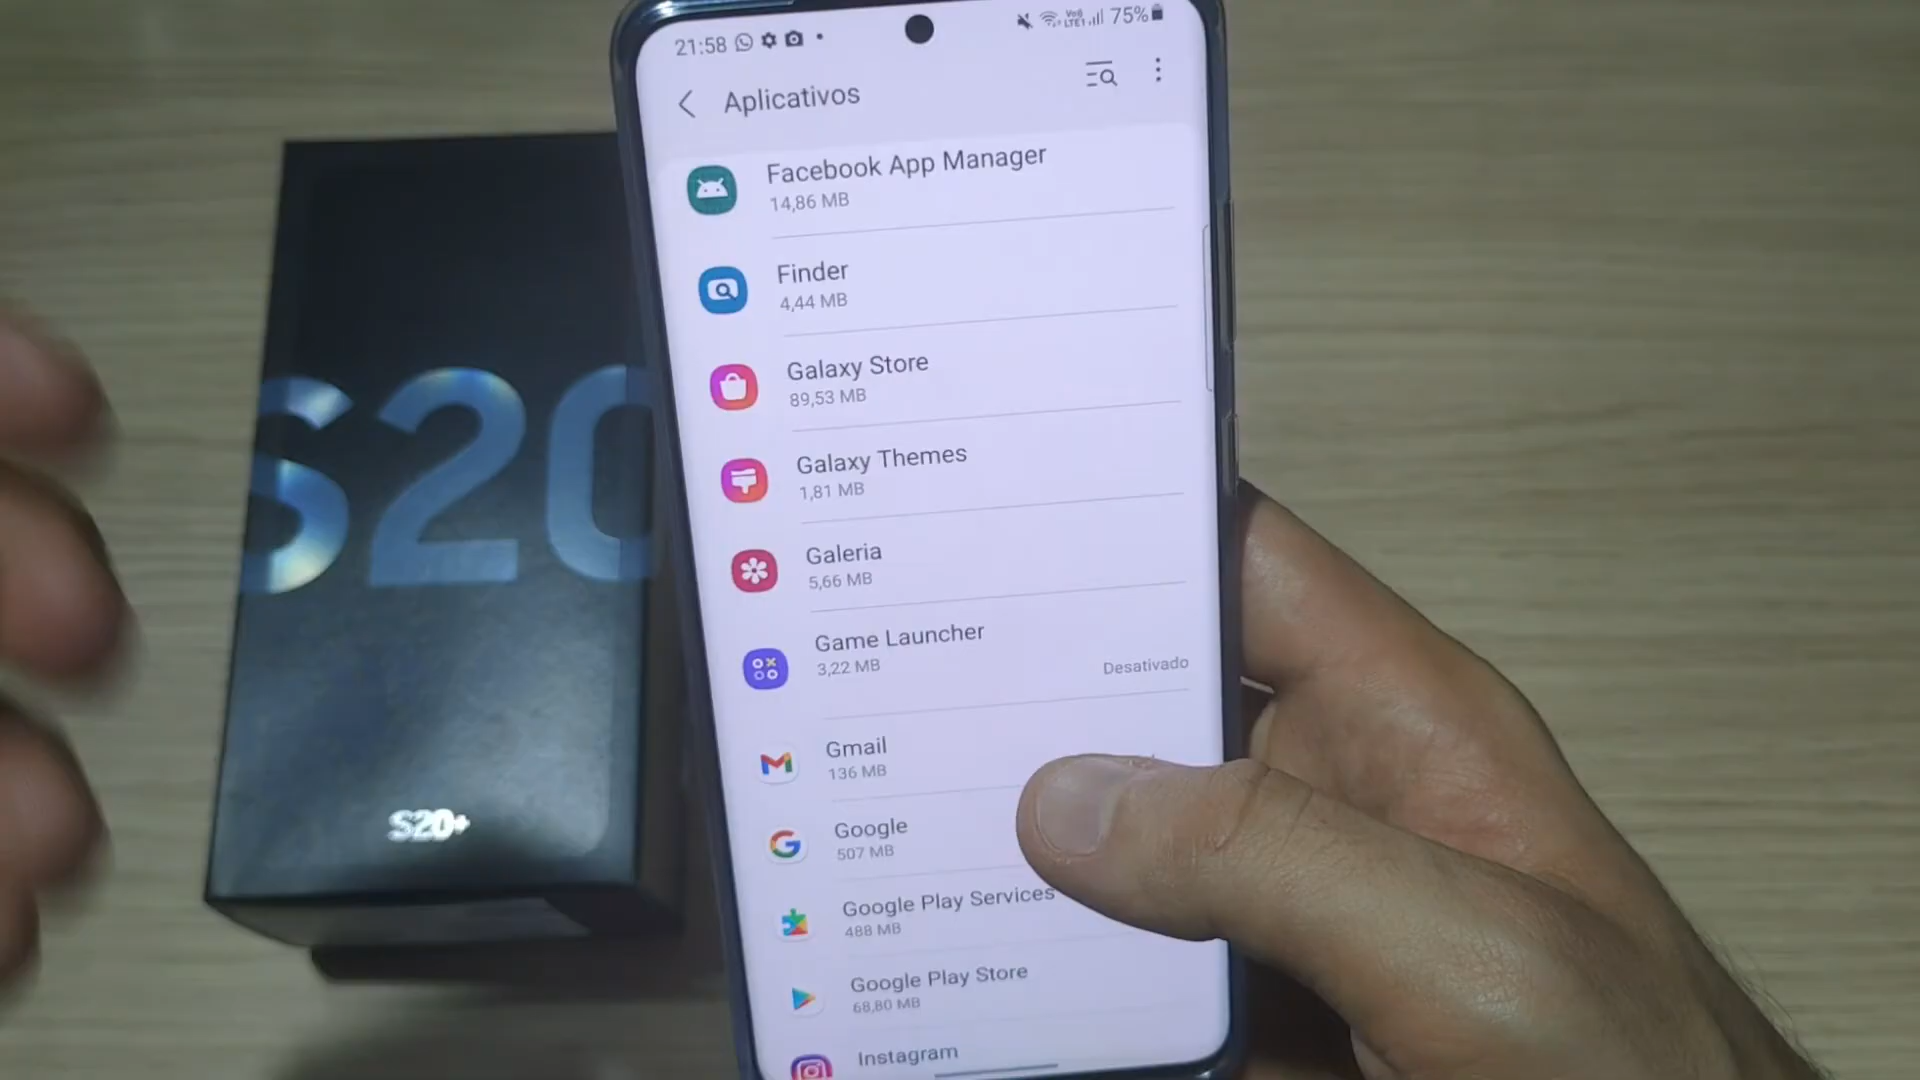 21:58
VoLTE1 75%
Aplicativos
Facebook App Manager
14,86 MB
Finder
4,44 MB
Galaxy Store
89,53 MB
Galaxy Themes
1,81 MB
Galeria
5,66 MB
Game Launcher
3,22 MB
Desativado
Gmail
136 MB
Google
507 MB
Google Play Services
488 MB
Google Play Store
68,80 MB
Instagram
S20
S20+